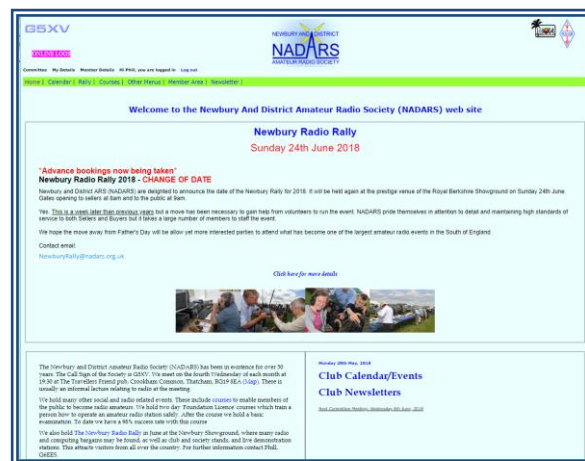 G5XV
NEWBURY AND DISTRICT
NADARS
AMATEUR RADIO SOCIETY
ONLINE LOGS
Committee My Details Member Details Hi PHIL, you are logged in Log out
Home | Calendar | Rally | Courses | Other Menus | Member Area | Newsletter |
Welcome to the Newbury And District Amateur Radio Society (NADARS) web site
Newbury Radio Rally
Sunday 24th June 2018
"Advance bookings now being taken"
Newbury Radio Rally 2018 - CHANGE OF DATE
Newbury and District ARS (NADARS) are delighted to announce the date of the Newbury Rally for 2018. It will be held again at the prestige venue of the Royal Berkshire Showground on Sunday 24th June.
Gates opening to sellers at 8am and to the public at 9am.
Yes. This is a week later than previous years but a move has been necessary to gain help from volunteers to run the event. NADARS pride themselves in attention to detail and maintaining high standards of
service to both Sellers and Buyers but it takes a large number of members to staff the event.
We hope the move away from Father's Day will allow yet more interested parties to attend what has become one of the largest amateur radio events in the South of England.
Contact email:
NewburyRally@nadars.org.uk
Click here for more details
The Newbury and District Amateur Radio Society (NADARS) has been in existence for over 50
years. The Call Sign of the Society is G5XV. We meet on the fourth Wednesday of each month at
19:30 at The Travellers Friend pub, Crookham Common, Thatcham, RG19 8EA (Map). There is
usually an informal lecture relating to radio at the meeting.
We hold many other social and radio related events. These include courses to enable members of
the public to become radio amateurs. We hold two day 'Foundation Licence' courses which train a
person how to operate an amateur radio station safely. After the course we hold a basic
examination. To date we have a 98% success rate with this course
We also hold The Newbury Radio Rally in June at the Newbury Showground, where many radio
and computing bargains may be found, as well as club and society stands, and live demonstration
stations. This attracts visitors from all over the country. For further information contact Phill,
G6EES.
Monday 28th May, 2018
Club Calendar/Events
Club Newsletters
Next Committee Meeting, Wednesday 6th June, 2018